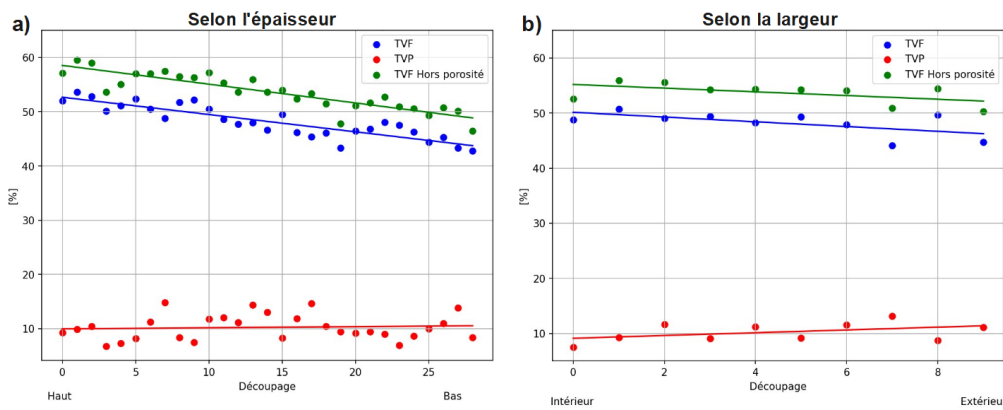 a) Selon l'épaisseur
TVF
TVP
TVF Hors porosité
60
50
40
30
20
10
[%]
0 5 10 15 20 25
Découpage
Haut Bas
b) Selon la largeur
TVF
TVP
TVF Hors porosité
60
50
40
30
20
10
[%]
0 2 4 6 8
Découpage
Intérieur Extérieu